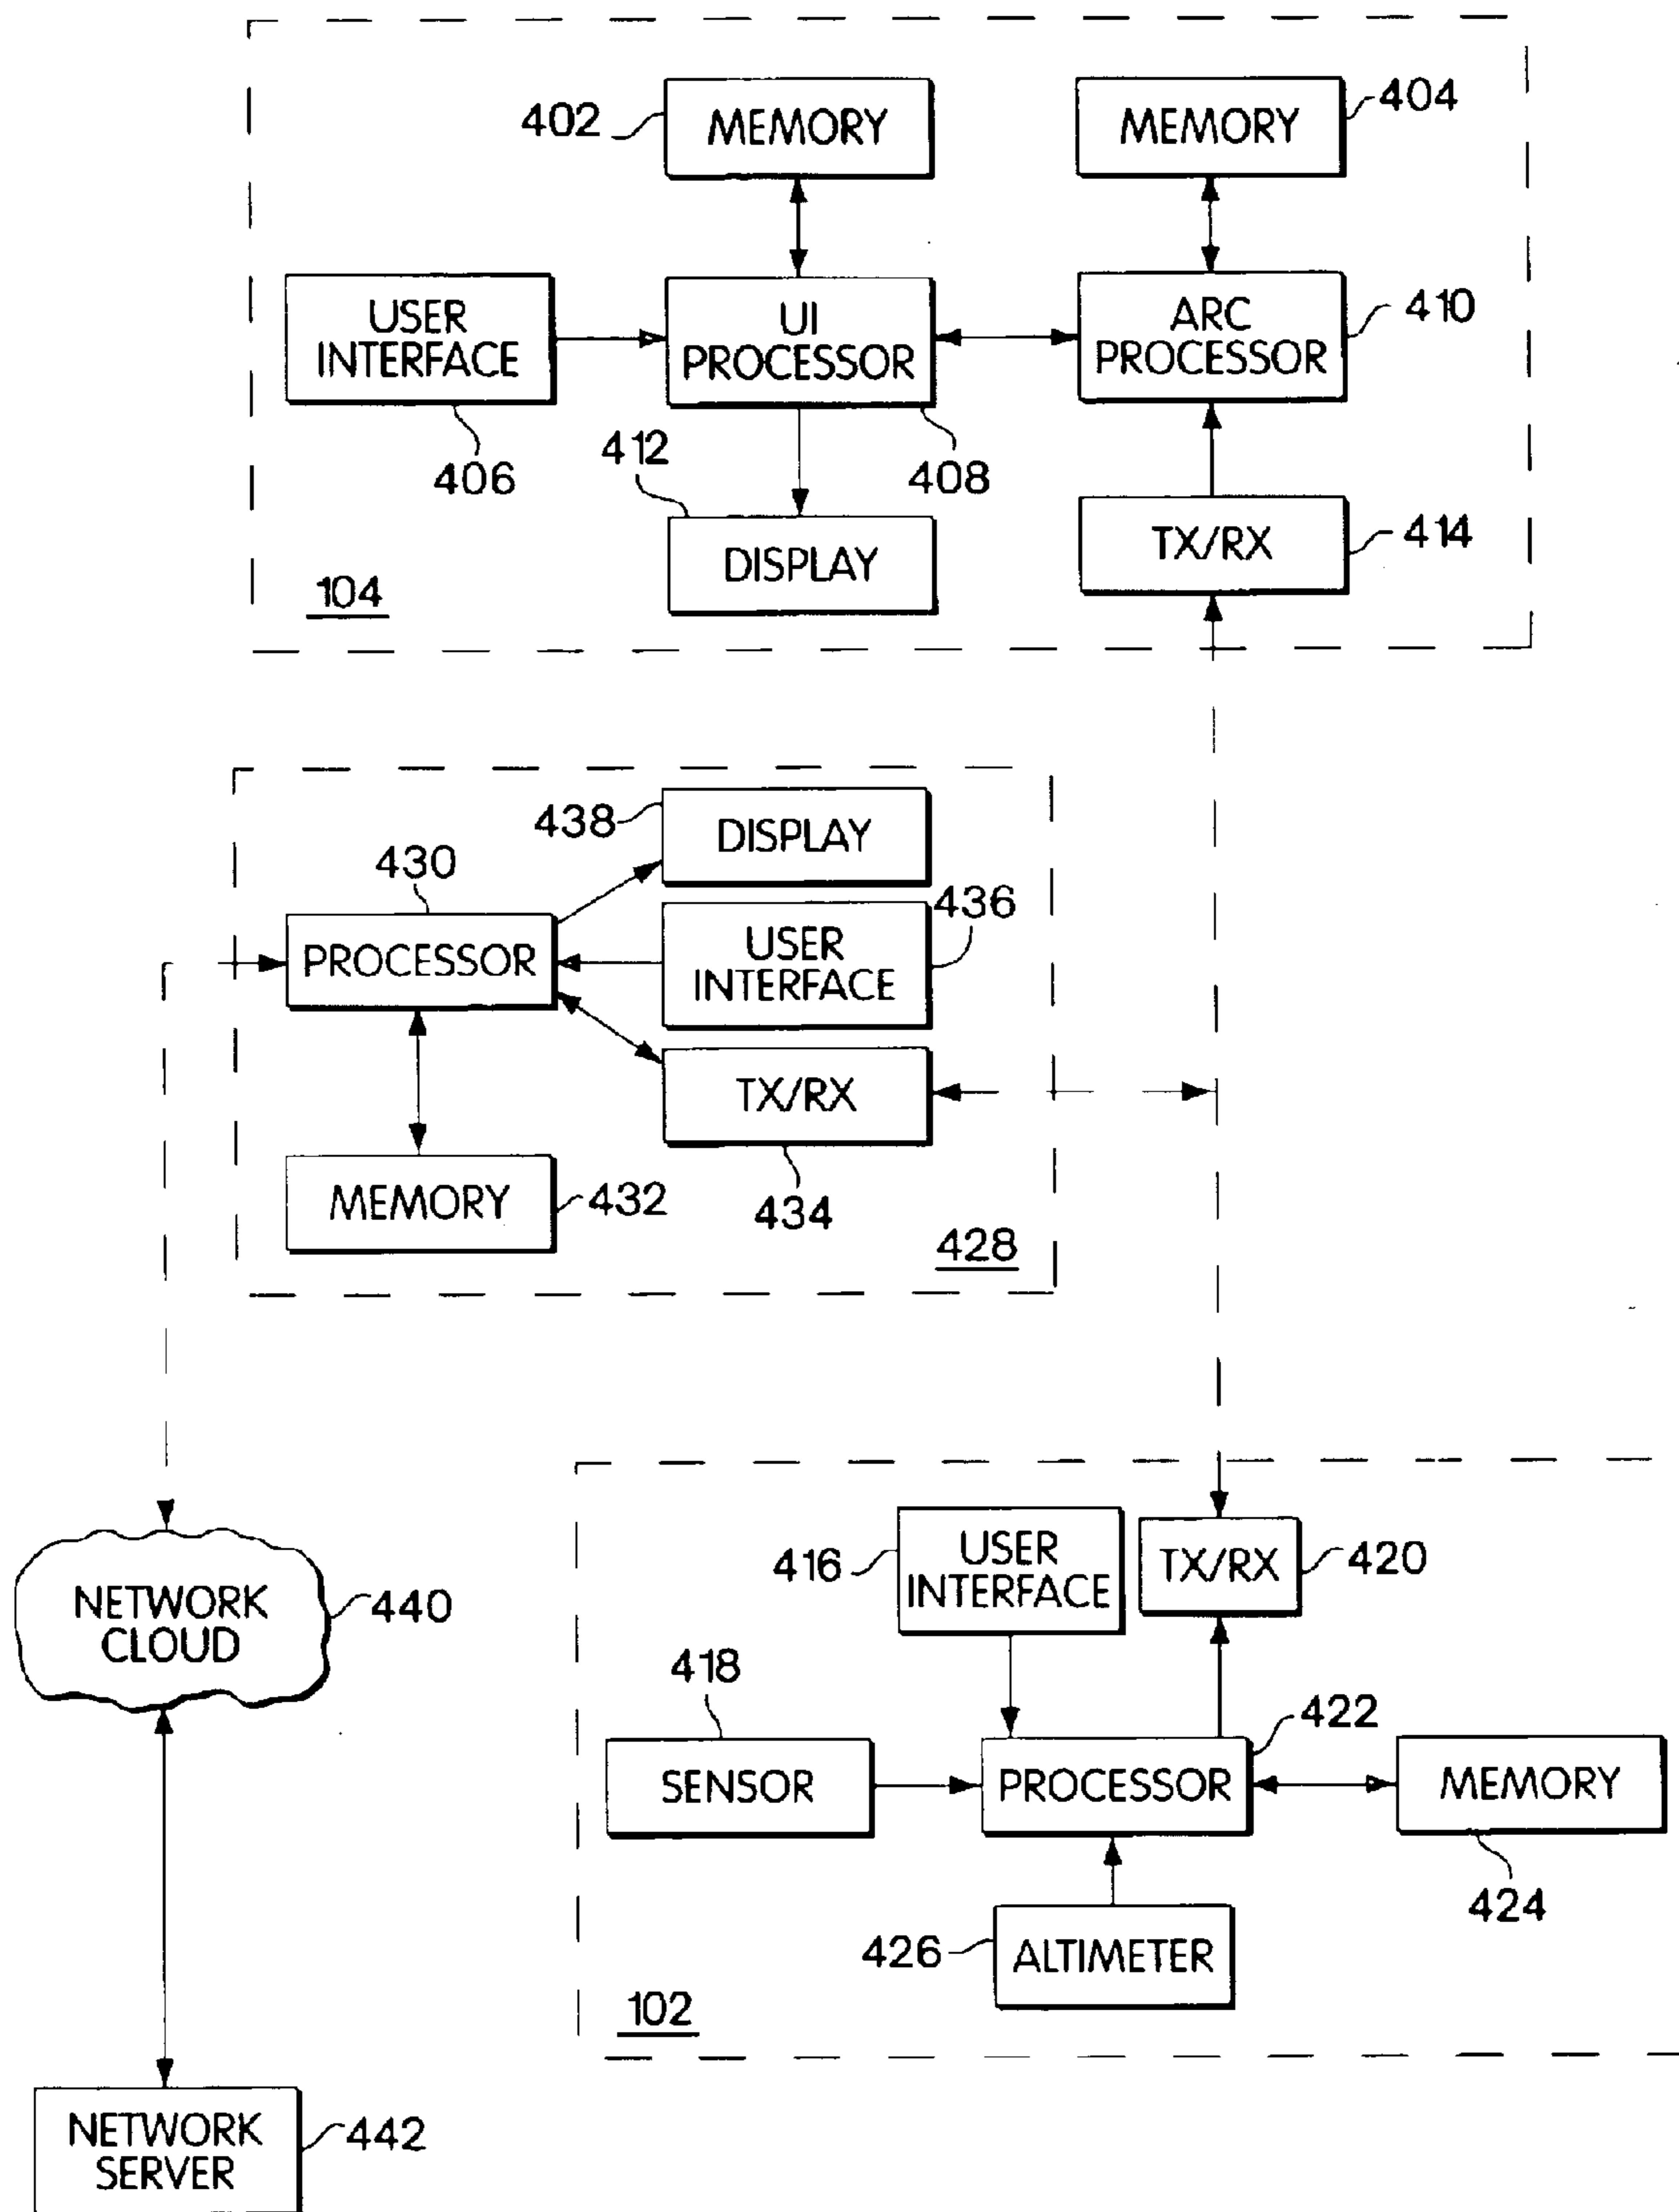 402
MEMORY
MEMORY
404
USER
INTERFACE
406
UI
PROCESSOR
408
ARC
PROCESSOR
410
412
DISPLAY
TX/RX
414
104
438
DISPLAY
430
PROCESSOR
436
USER
INTERFACE
TX/RX
434
MEMORY
432
428
NETWORK
CLOUD
440
416
USER
INTERFACE
TX/RX
420
418
SENSOR
PROCESSOR
422
MEMORY
424
426
ALTIMETER
102
NETWORK
SERVER
442